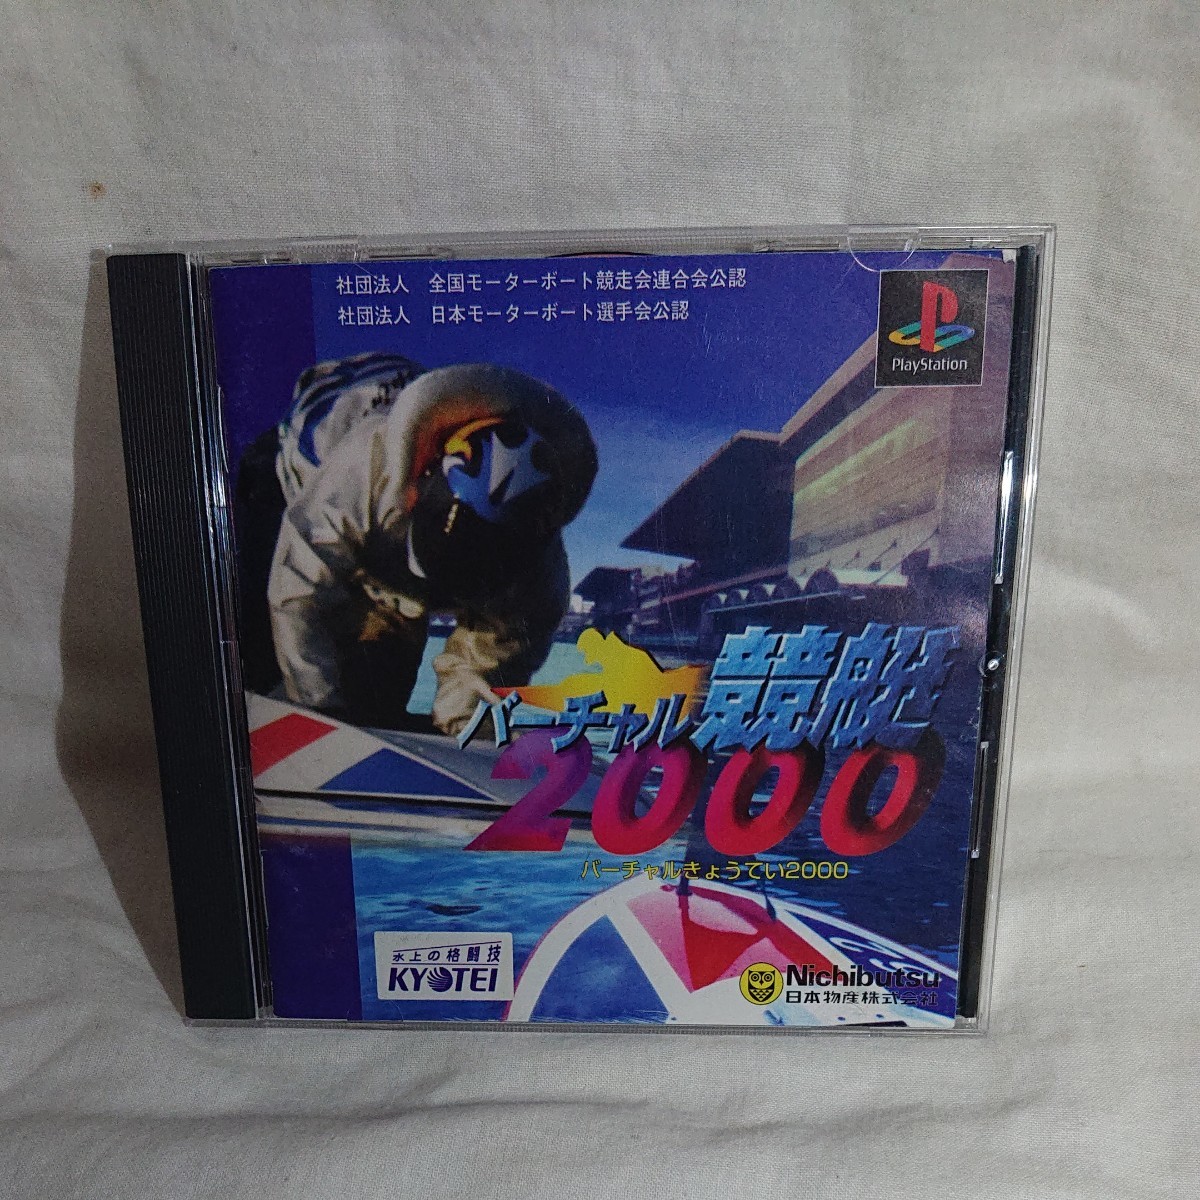 社団法人 全国モーターボート競走会連合会公認
社団法人 日本モーターボート選手会公認
PlayStation
バーチャル競艇
2000
バーチャルきょうてい2000
水上の格闘技
KYOTEI
Nichibutsu
日本物産株式会社